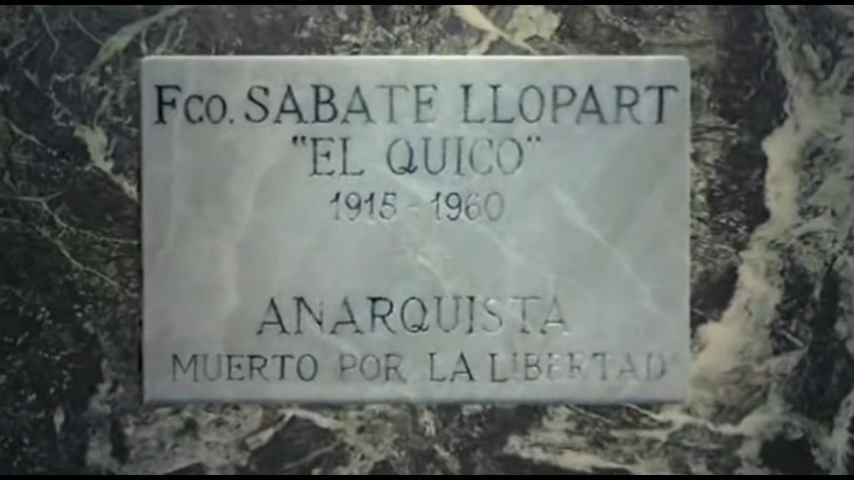 Fco. SABATE LLOPART
"EL QUICO"
1915 - 1960
ANARQUISTA
MUERTO POR LA LIBERTAD